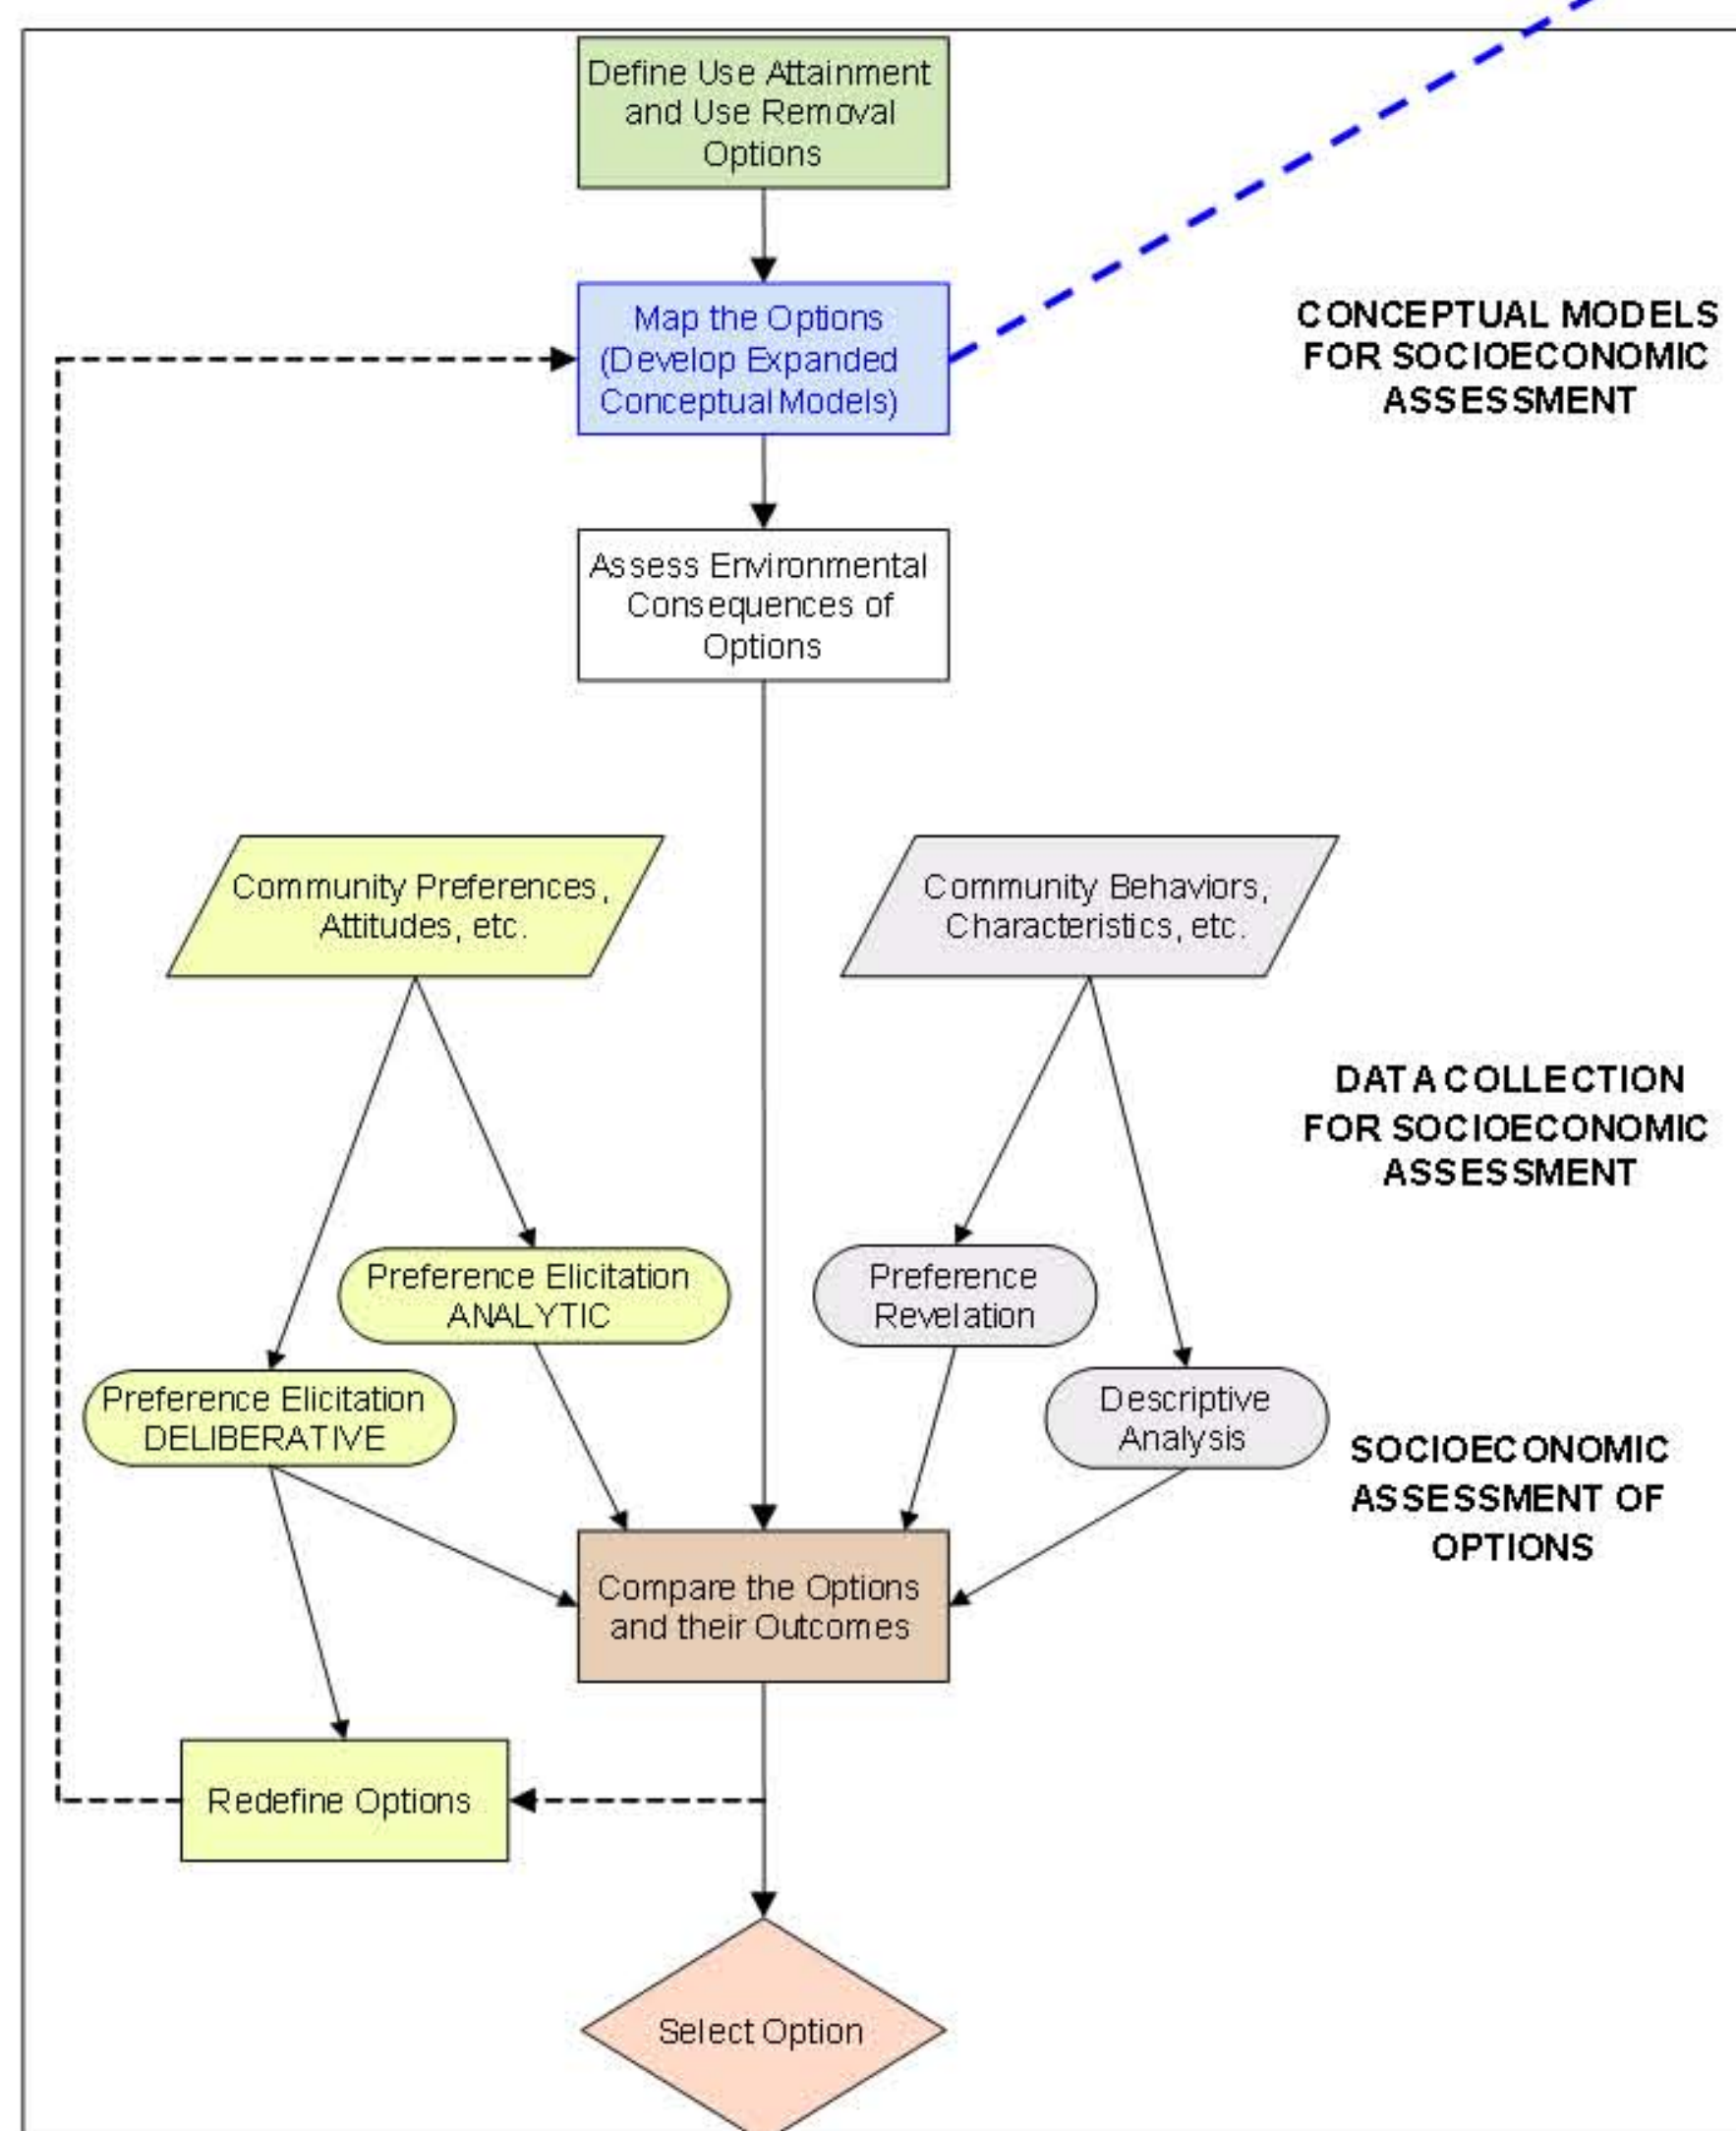 Define Use Attainment
and Use Removal
Options
Map the Options
(Develop Expanded
Conceptual Models)
CONCEPTUAL MODELS
FOR SOCIOECONOMIC
ASSESSMENT
Assess Environmental
Consequences of
Options
Community Preferences,
Attitudes, etc.
Community Behaviors,
Characteristics, etc.
DATA COLLECTION
FOR SOCIOECONOMIC
ASSESSMENT
Preference Elicitation
ANALYTIC
Preference
Revelation
Preference Elicitation
DELIBERATIVE
Descriptive
Analysis
SOCIOECONOMIC
ASSESSMENT OF
OPTIONS
Compare the Options
and their Outcomes
Redefine Options
Select Option